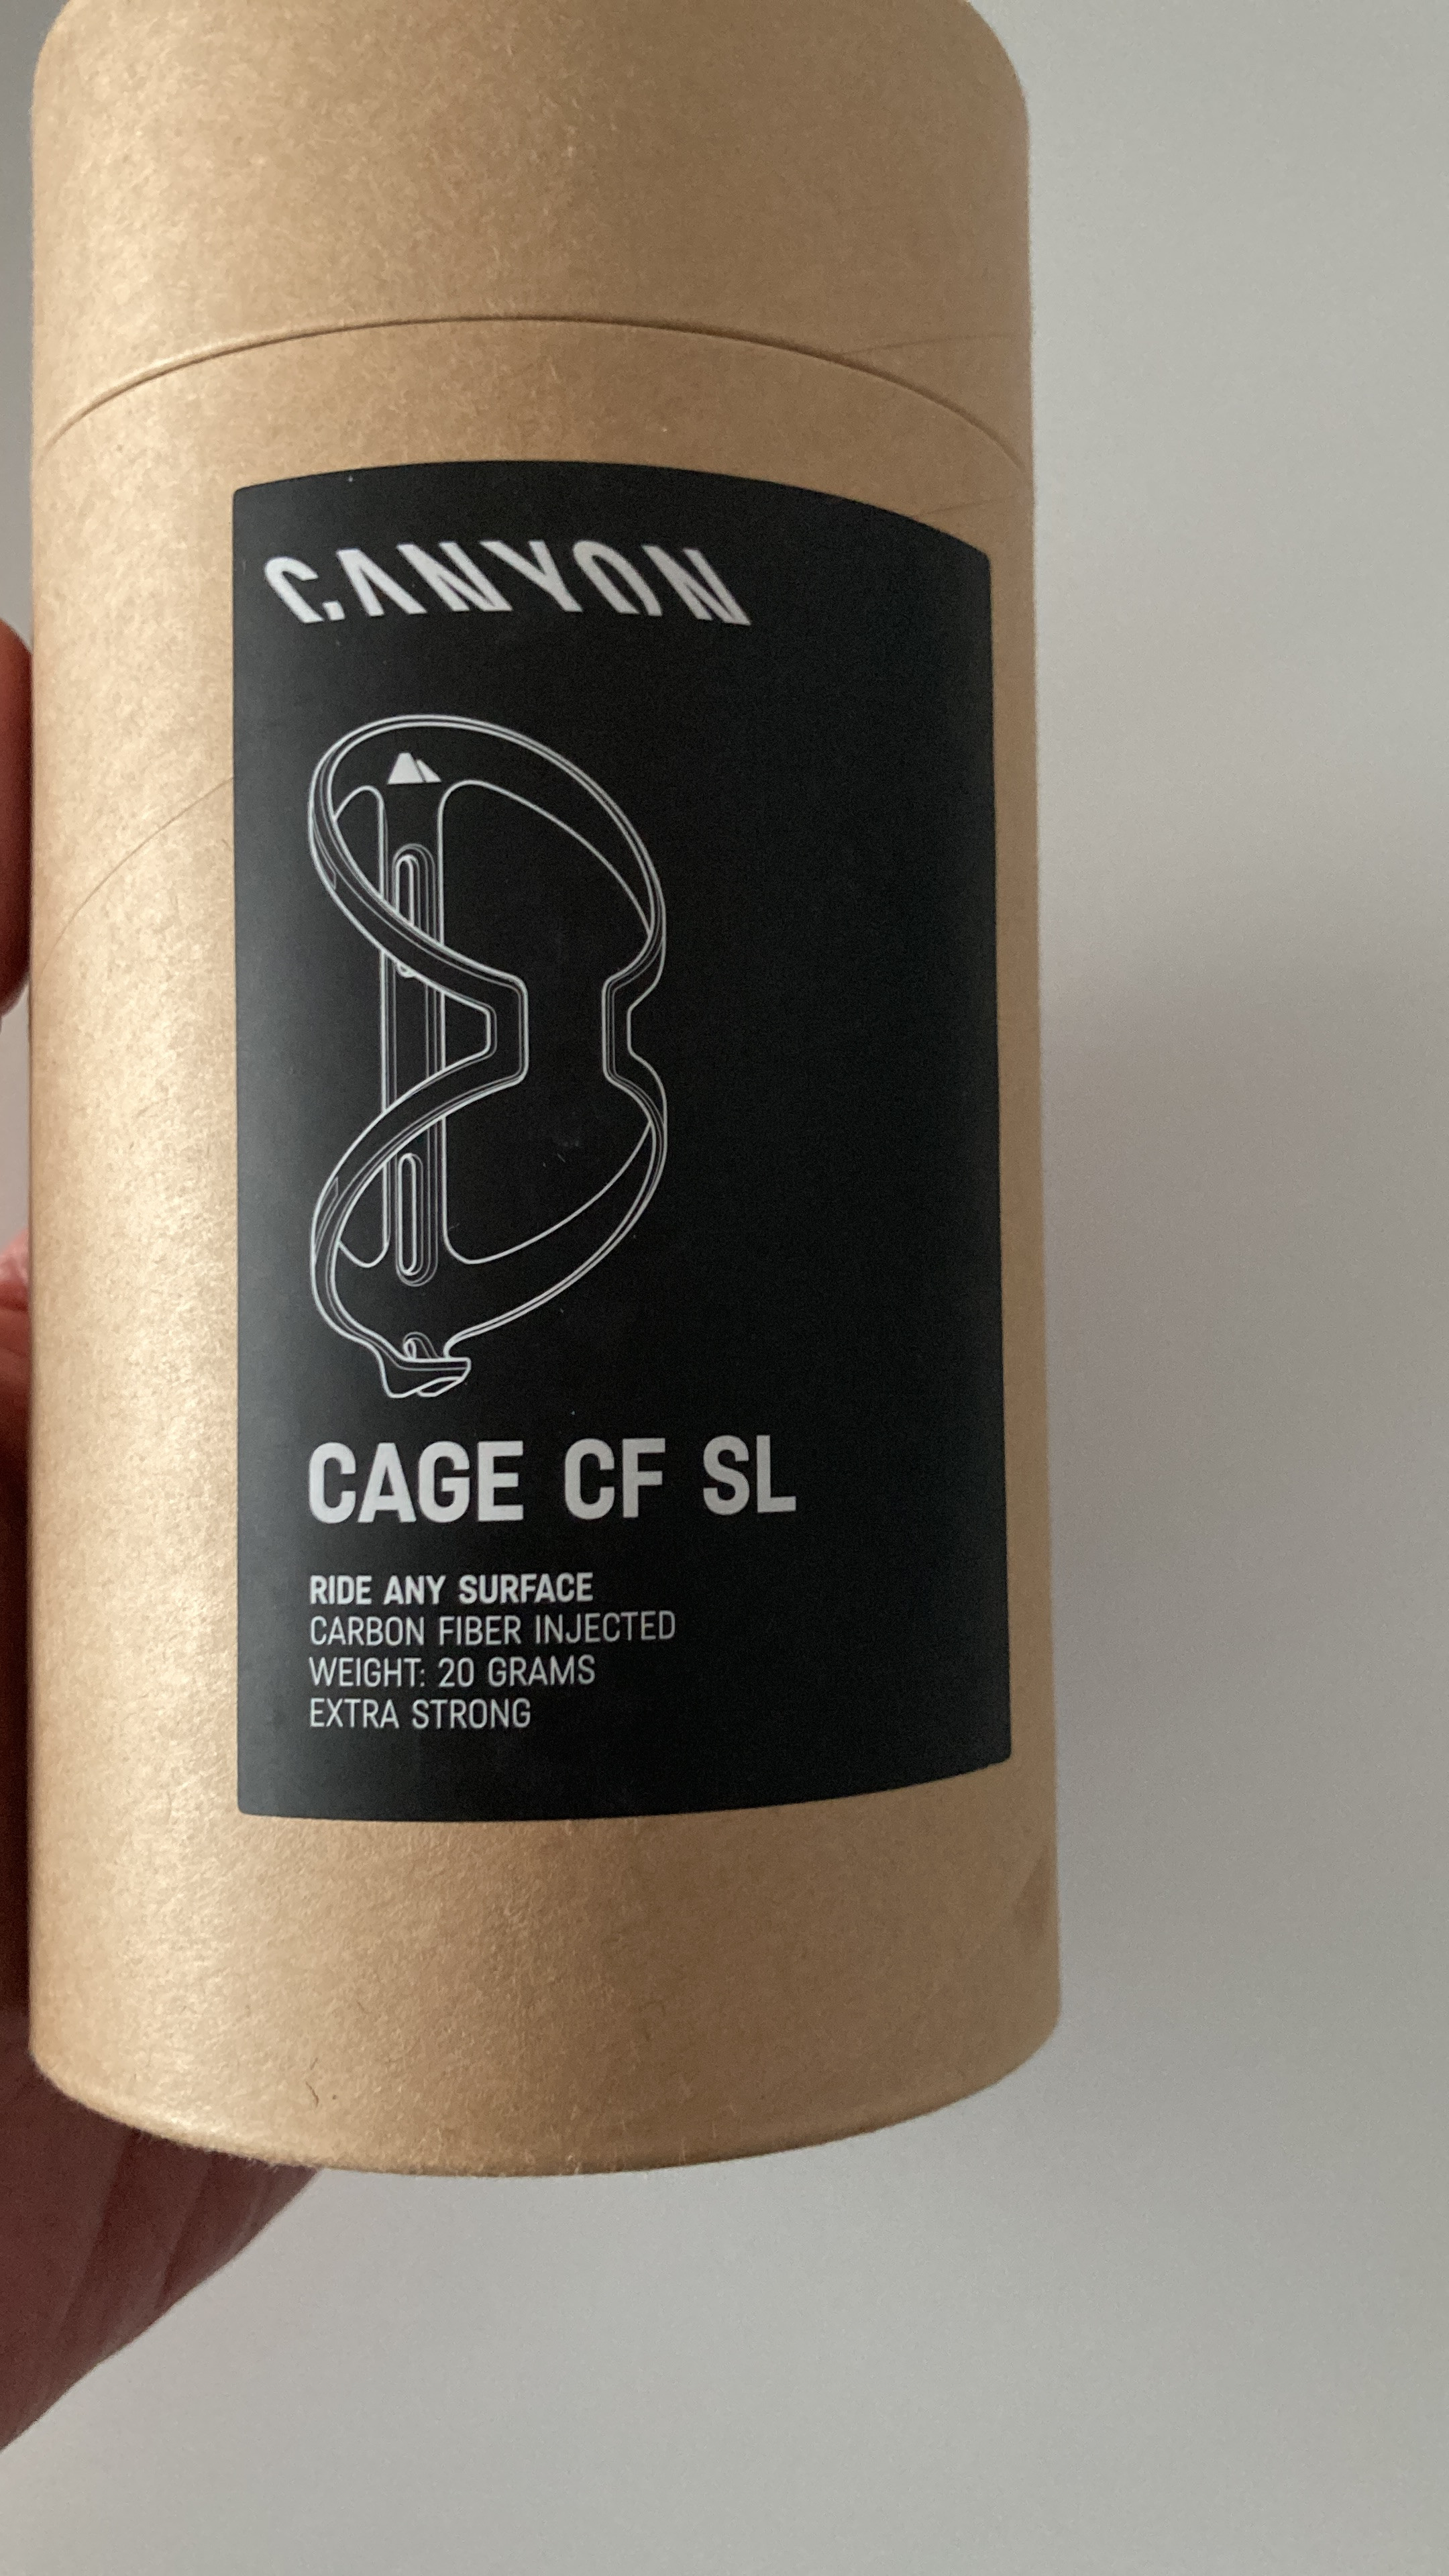 CANYON
CAGE CF SL
RIDE ANY SURFACE
CARBON FIBER INJECTED
WEIGHT: 20 GRAMS
EXTRA STRONG